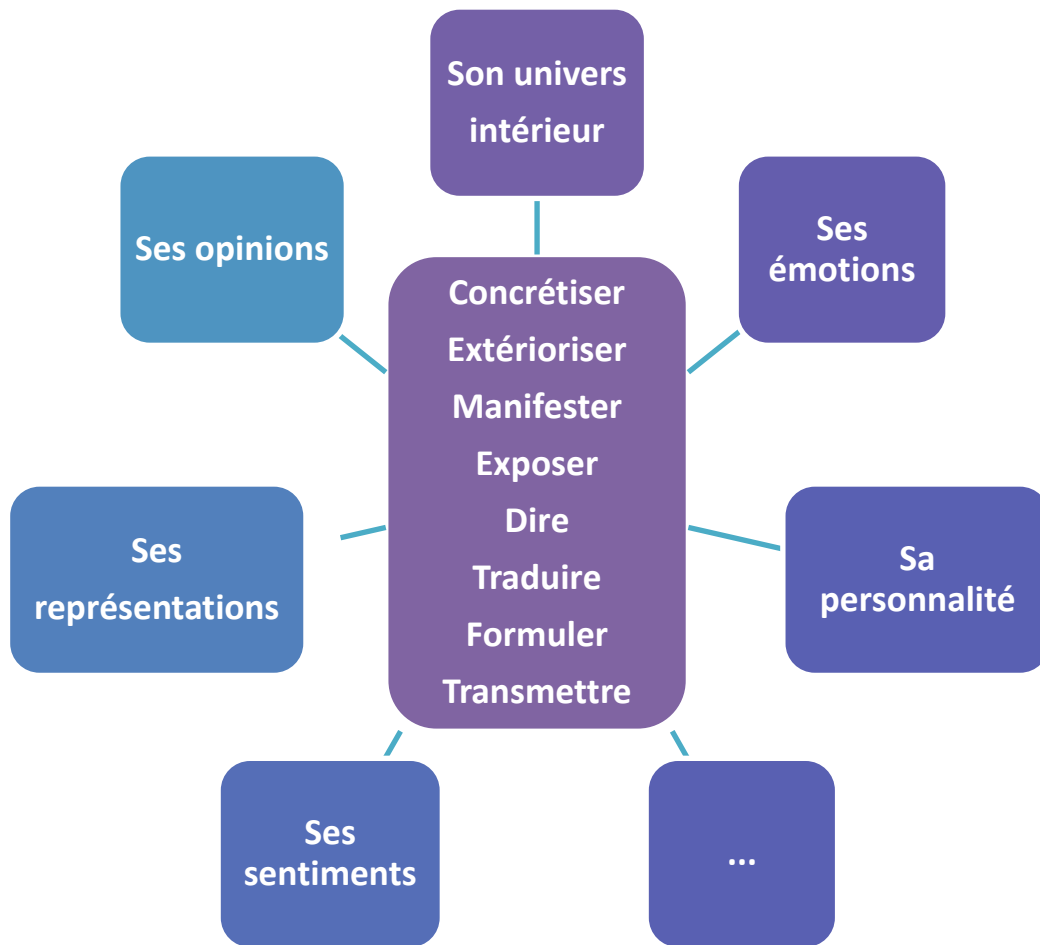 Son univers
intérieur
Ses opinions
Ses
émotions
Concrétiser
Extérioriser
Manifester
Exposer
Dire
Traduire
Formuler
Transmettre
Ses
représentations
Sa
personnalité
Ses
sentiments
...